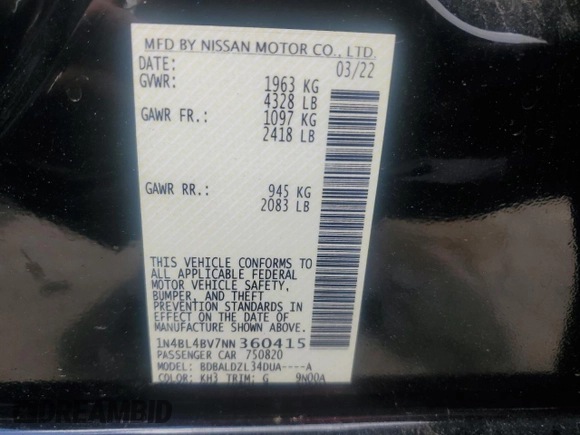 MFD BY NISSAN MOTOR CO., LTD.
DATE: 03/22
GVWR: 1963 KG
4328 LB
GAWR FR.: 1097 KG
2418 LB
GAWR RR.: 945 KG
2083 LB
THIS VEHICLE CONFORMS TO
ALL APPLICABLE FEDERAL
MOTOR VEHICLE SAFETY,
BUMPER, AND THEFT
PREVENTION STANDARDS IN
EFFECT ON THE DATE OF
MANUFACTURE SHOWN ABOVE.
1N4BL4BV7NN360415
PASSENGER CAR 750820
MODEL: BDBALDZL34DUA----A
COLOR: KH3 TRIM: G 9N00A
DREAMBID